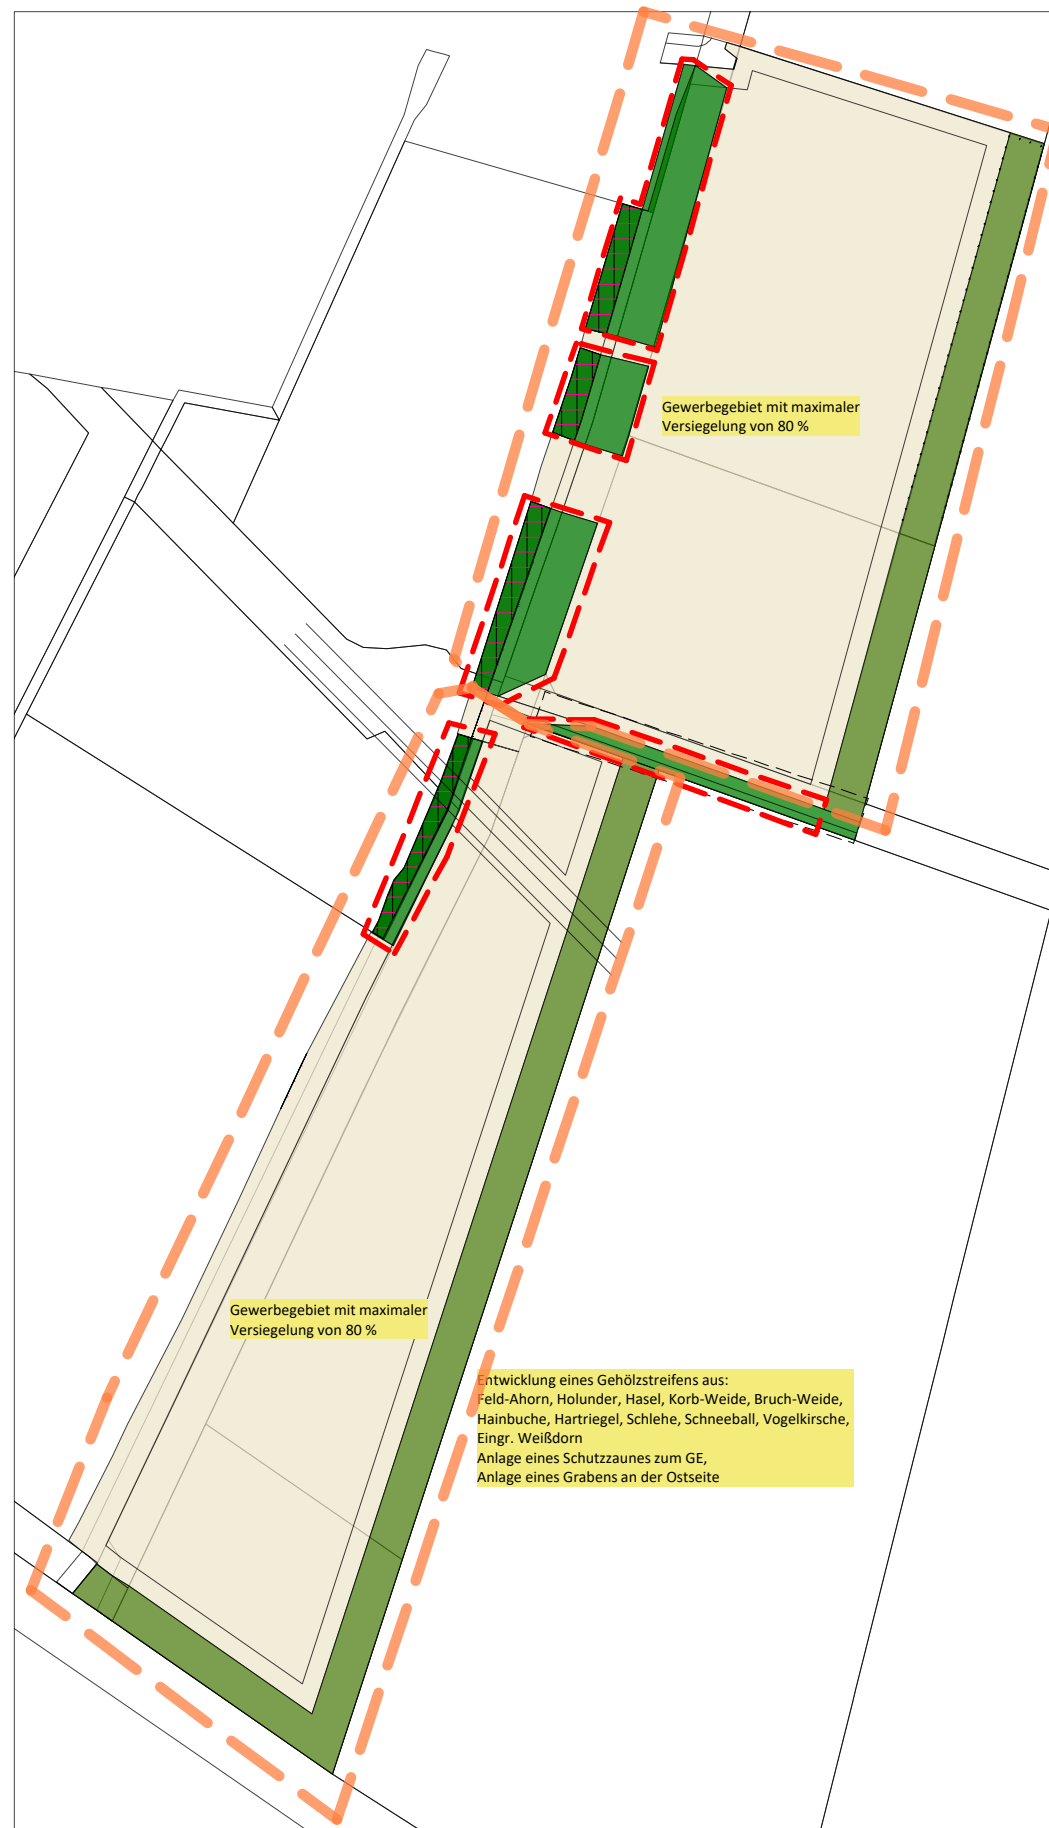 Gewerbegebiet mit maximaler
Versiegelung von 80 %
Gewerbegebiet mit maximaler
Versiegelung von 80 %
Entwicklung eines Gehölzstreifens aus:
Feld-Ahorn, Holunder, Hasel, Korb-Weide, Bruch-Weide,
Hainbuche, Hartriegel, Schlehe, Schneeball, Vogelkirsche,
Eingr. Weißdorn
Anlage eines Schutzzaunes zum GE,
Anlage eines Grabens an der Ostseite